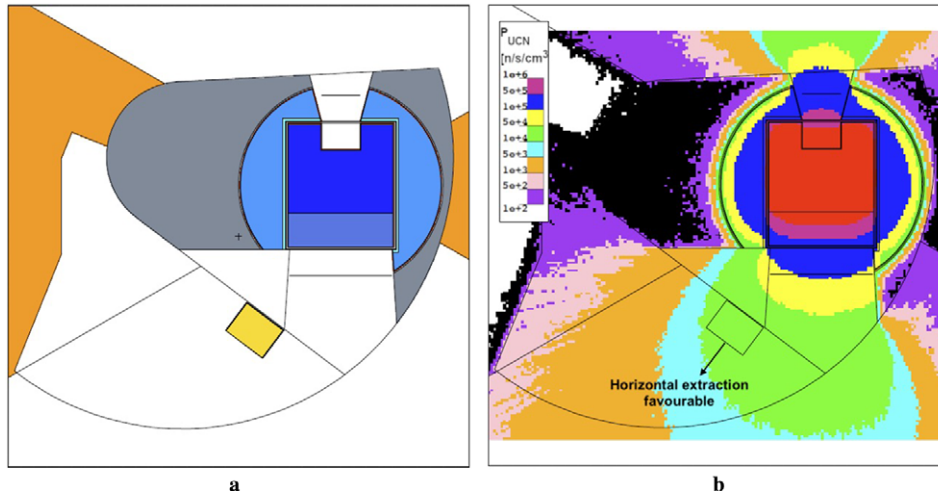 P
UCN
[n/s/cm³]
1e+6
5e+5
1e+5
5e+4
1e+4
5e+3
1e+3
5e+2
1e+2
Horizontal extraction
favourable
a
b